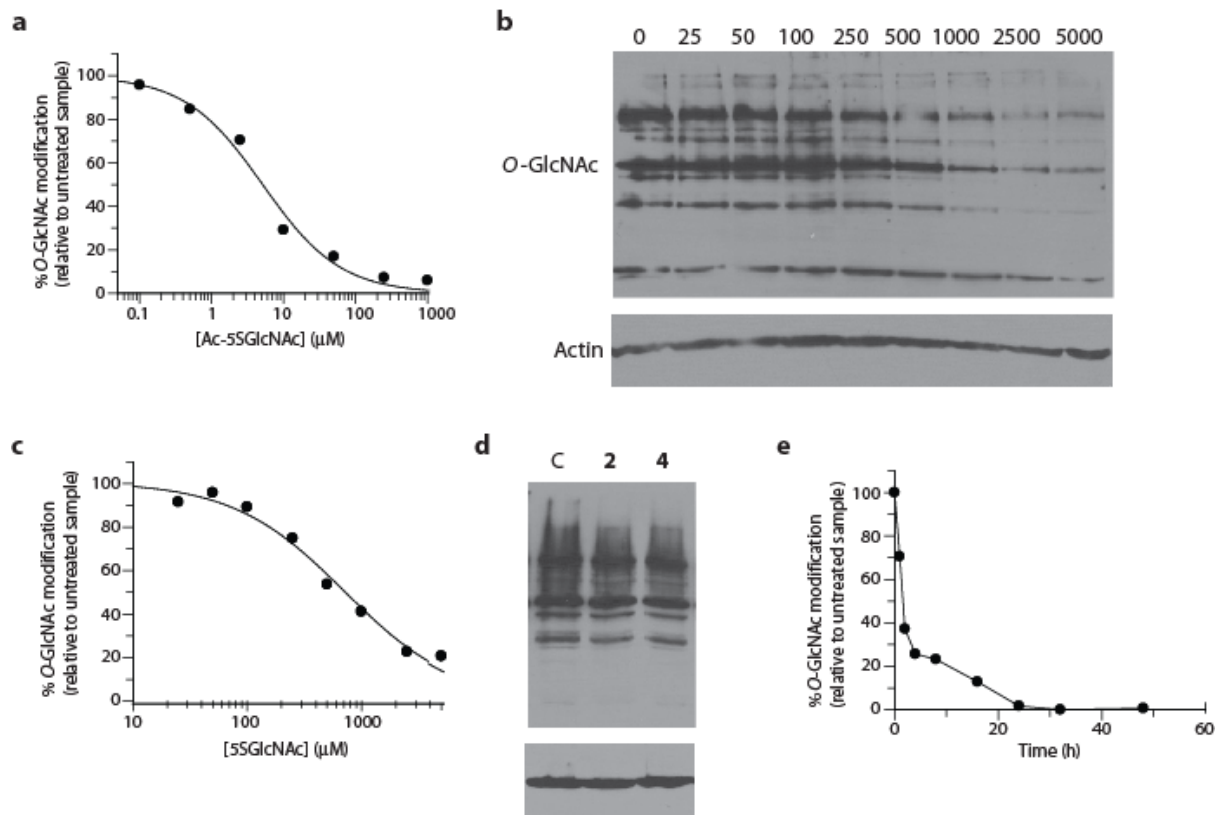 a
% O-GlcNAc modification
(relative to untreated sample)
100
80
60
40
20
0
0.1 1 10 100 1000
[Ac-5SGlcNAc] (μM)
b
0 25 50 100 250 500 1000 2500 5000
O-GlcNAc
Actin
c
% O-GlcNAc modification
(relative to untreated sample)
100
80
60
40
20
0
10 100 1000
[5SGlcNAc] (μM)
d
C 2 4
e
% O-GlcNAc modification
(relative to untreated sample)
100
80
60
40
20
0
0 20 40 60
Time (h)